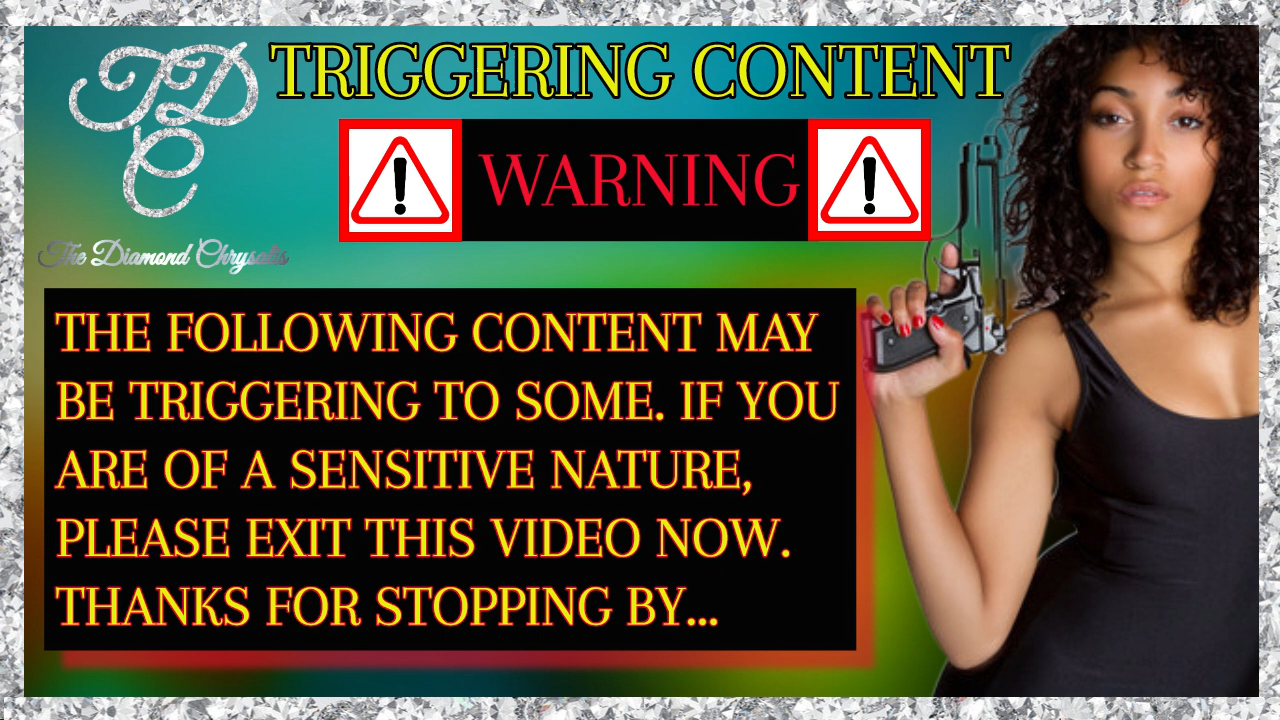 TDC
TRIGGERING CONTENT
WARNING
The Diamond Chrysalis
THE FOLLOWING CONTENT MAY
BE TRIGGERING TO SOME. IF YOU
ARE OF A SENSITIVE NATURE,
PLEASE EXIT THIS VIDEO NOW.
THANKS FOR STOPPING BY...